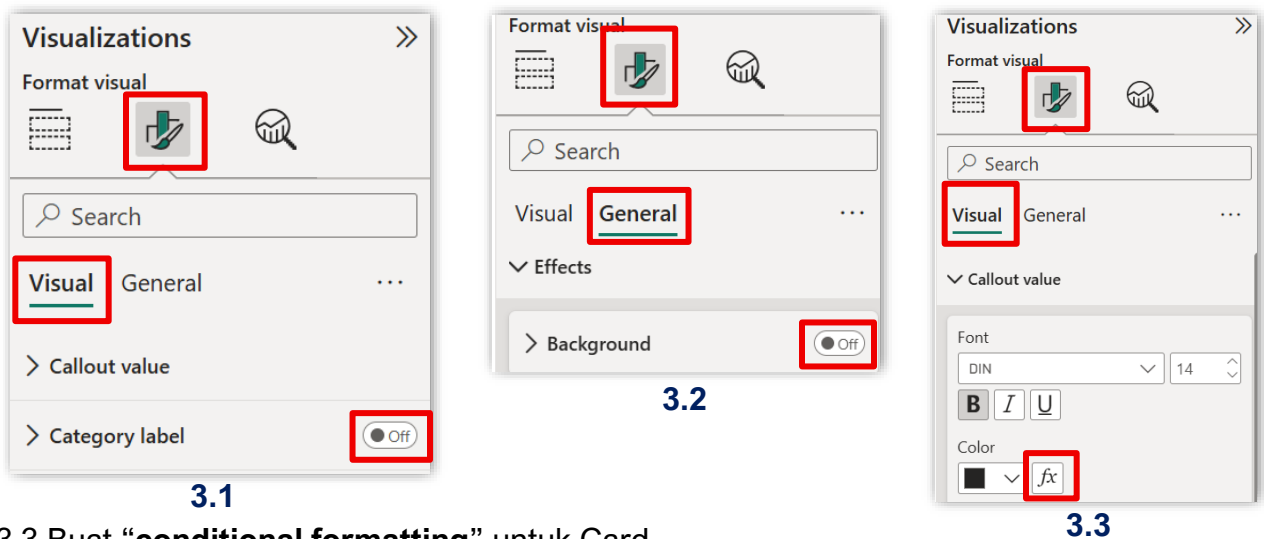 Visualizations
Format visual
Search
Visual General ...
Callout value
Category label Off
3.1
Format visual
Search
Visual General ...
Effects
Background Off
3.2
Visualizations
Format visual
Search
Visual General ...
Callout value
Font
DIN 14
B I U
Color
fx
3.3
3.3 Buat “conditional formatting” untuk Card